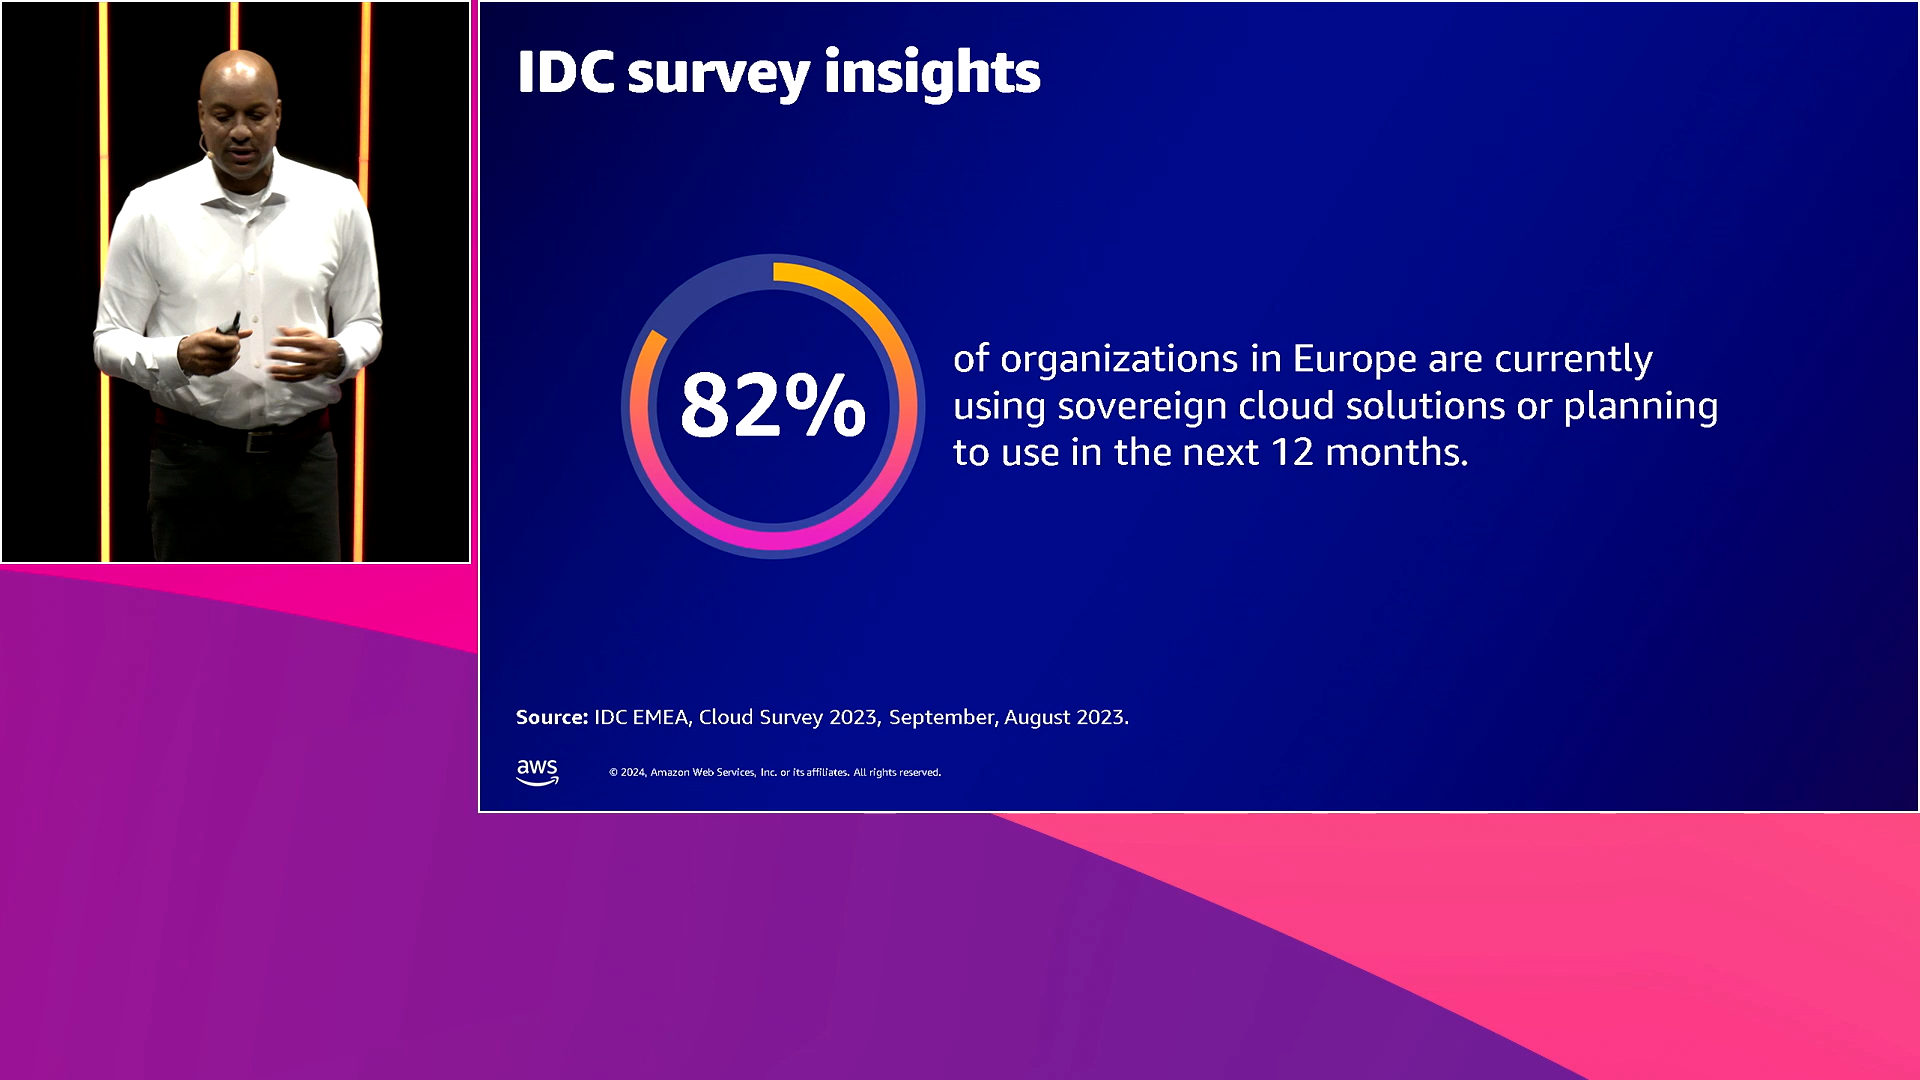 IDC survey insights
82%
of organizations in Europe are currently
using sovereign cloud solutions or planning
to use in the next 12 months.
Source: IDC EMEA, Cloud Survey 2023, September, August 2023.
aws
© 2024, Amazon Web Services, Inc. or its affiliates. All rights reserved.